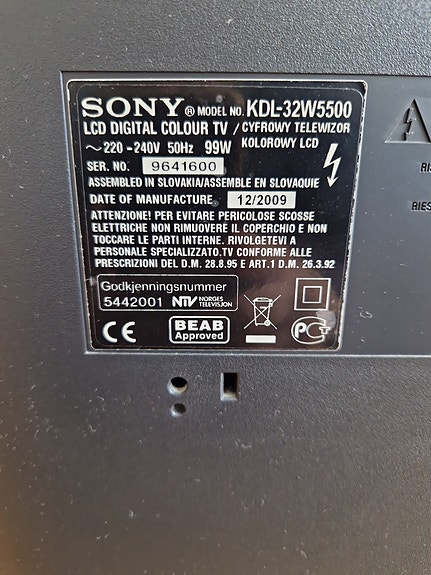 SONY ® MODEL NO. KDL-32W5500
LCD DIGITAL COLOUR TV / CYFROWY TELEWIZOR
KOLOROWY LCD
~ 220 - 240V 50Hz 99W
SER. NO. 9641600
ASSEMBLED IN SLOVAKIA/ASSEMBLE EN SLOVAQUIE
DATE OF MANUFACTURE 12/2009
ATTENZIONE! PER EVITARE PERICOLOSE SCOSSE
ELETTRICHE NON RIMUOVERE IL COPERCHIO E NON
TOCCARE LE PARTI INTERNE. RIVOLGETEVI A
PERSONALE SPECIALIZZATO.TV CONFORME ALLE
PRESCRIZIONI DEL D.M. 28.8.95 E ART.1 D.M. 26.3.92
Godkjenningsnummer
5442001 NTV NORGES
TELEVISJON
CE BEAB
Approved
PG
RIS
RIES